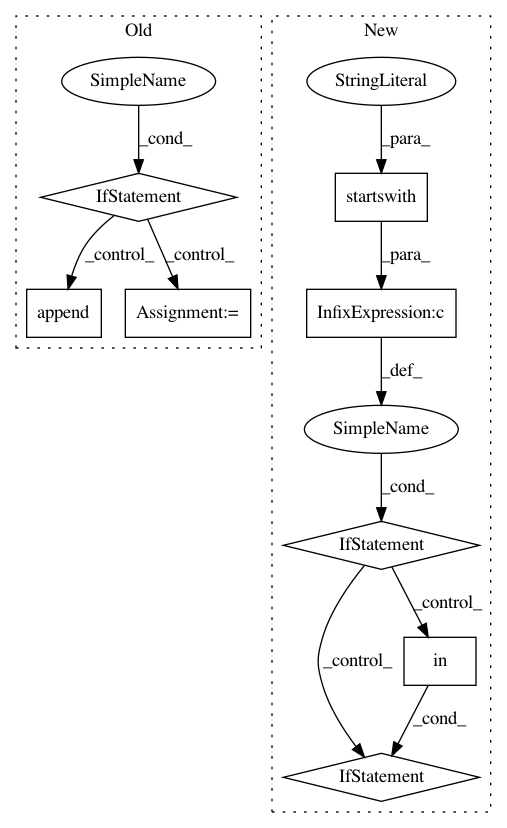 Old
New
SimpleName
StringLiteral
_cond_
_para_
IfStatement
startswith
_control_
_control_
_para_
append
Assignment:=
InfixExpression:c
_def_
SimpleName
_cond_
IfStatement
_control_
_control_
in
_cond_
IfStatement